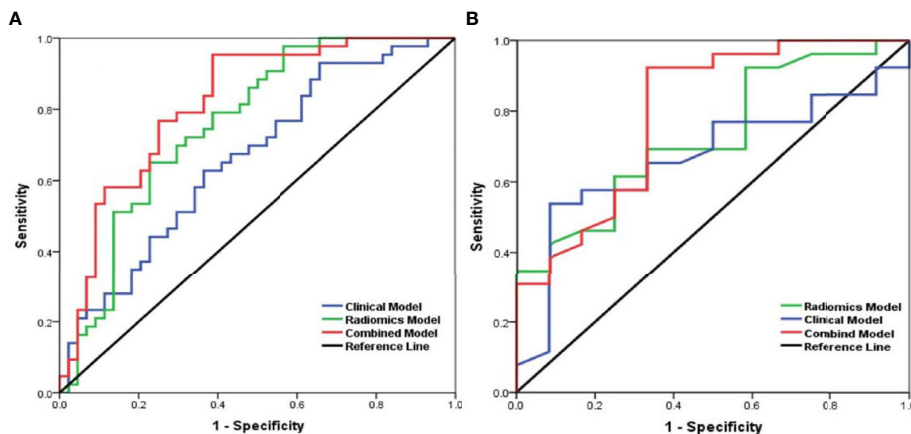 A
1.0
0.8
0.6
0.4
0.2
0.0
Sensitivity
0.0
0.2
0.4
0.6
0.8
1.0
1 - Specificity
Clinical Model
Radiomics Model
Combined Model
Reference Line
B
1.0
0.8
0.6
0.4
0.2
0.0
Sensitivity
0.0
0.2
0.4
0.6
0.8
1.0
1 - Specificity
Radiomics Model
Clinical Model
Combind Model
Reference Line